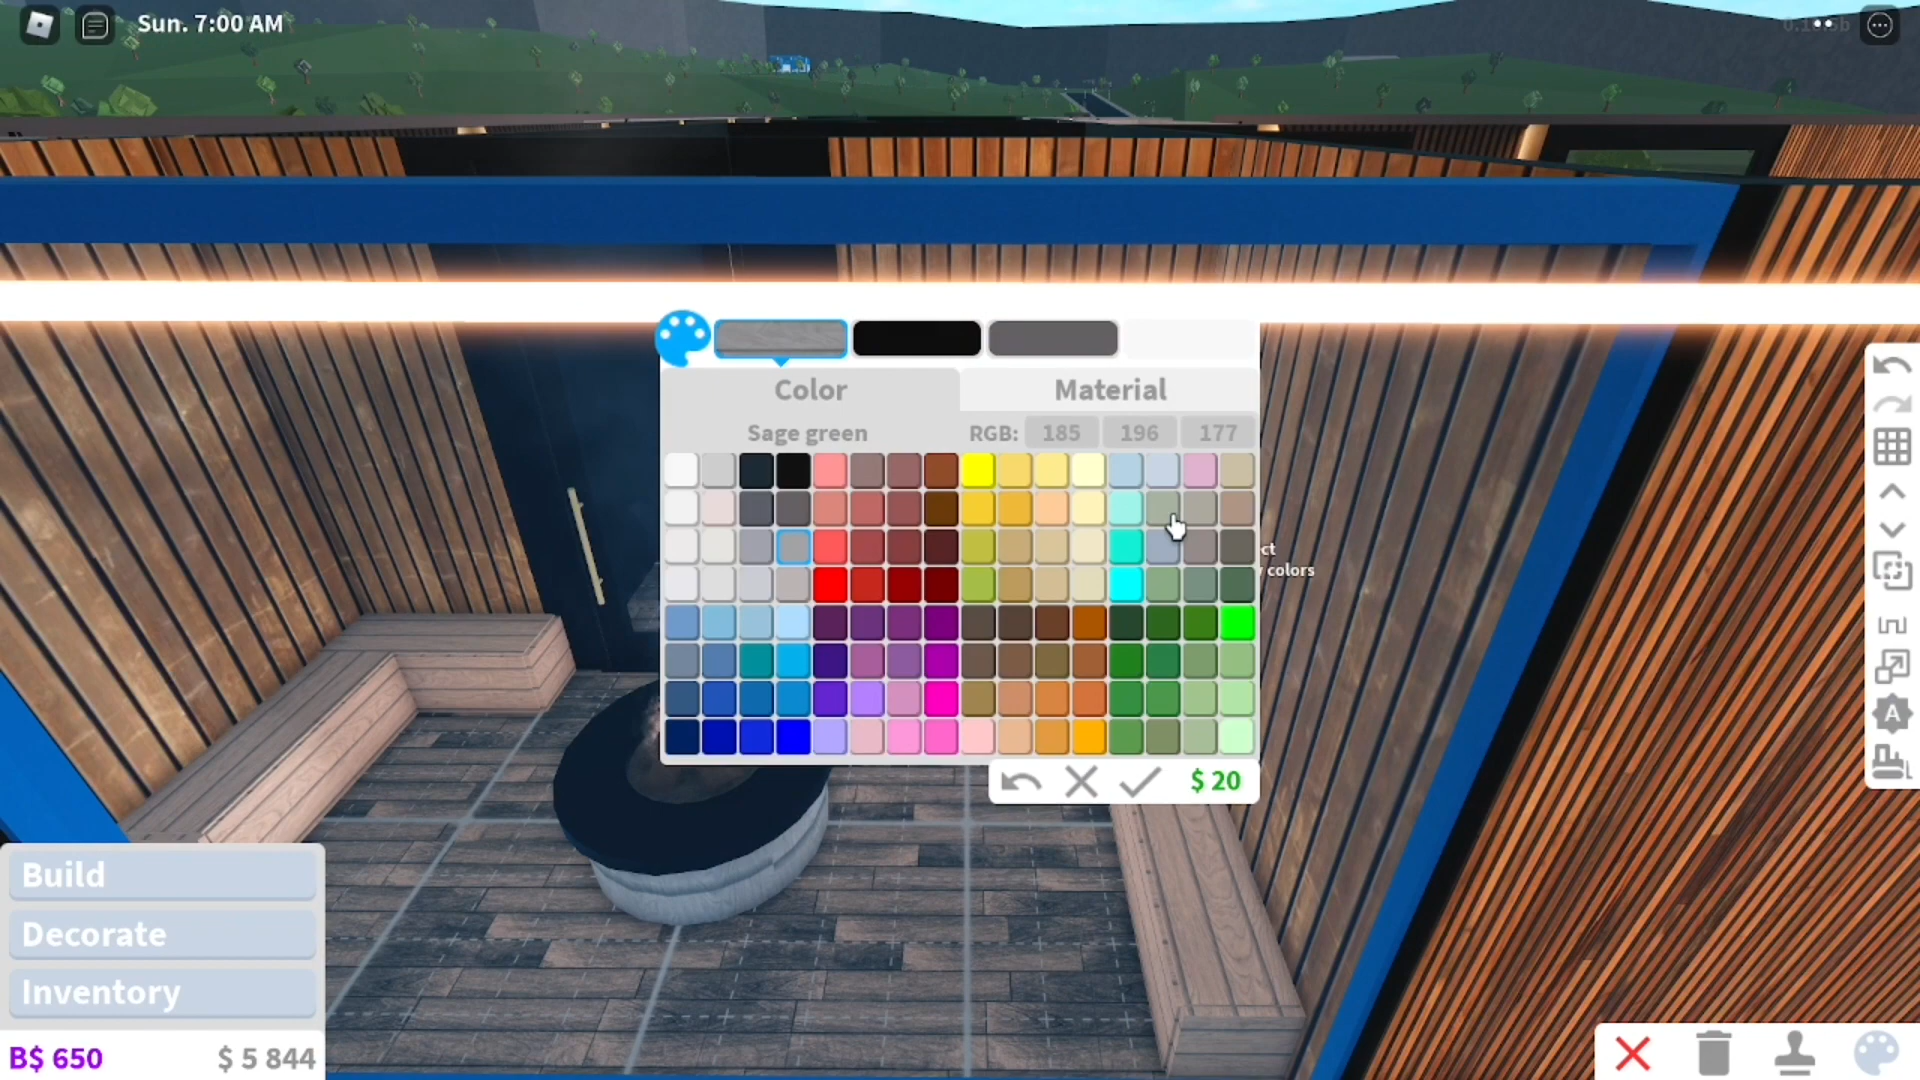 Sun. 7:00 AM
Color
Material
Sage green
RGB: 185 196 177
ct
colors
$ 20
A
Build
Decorate
Inventory
B$ 650
$ 5 844